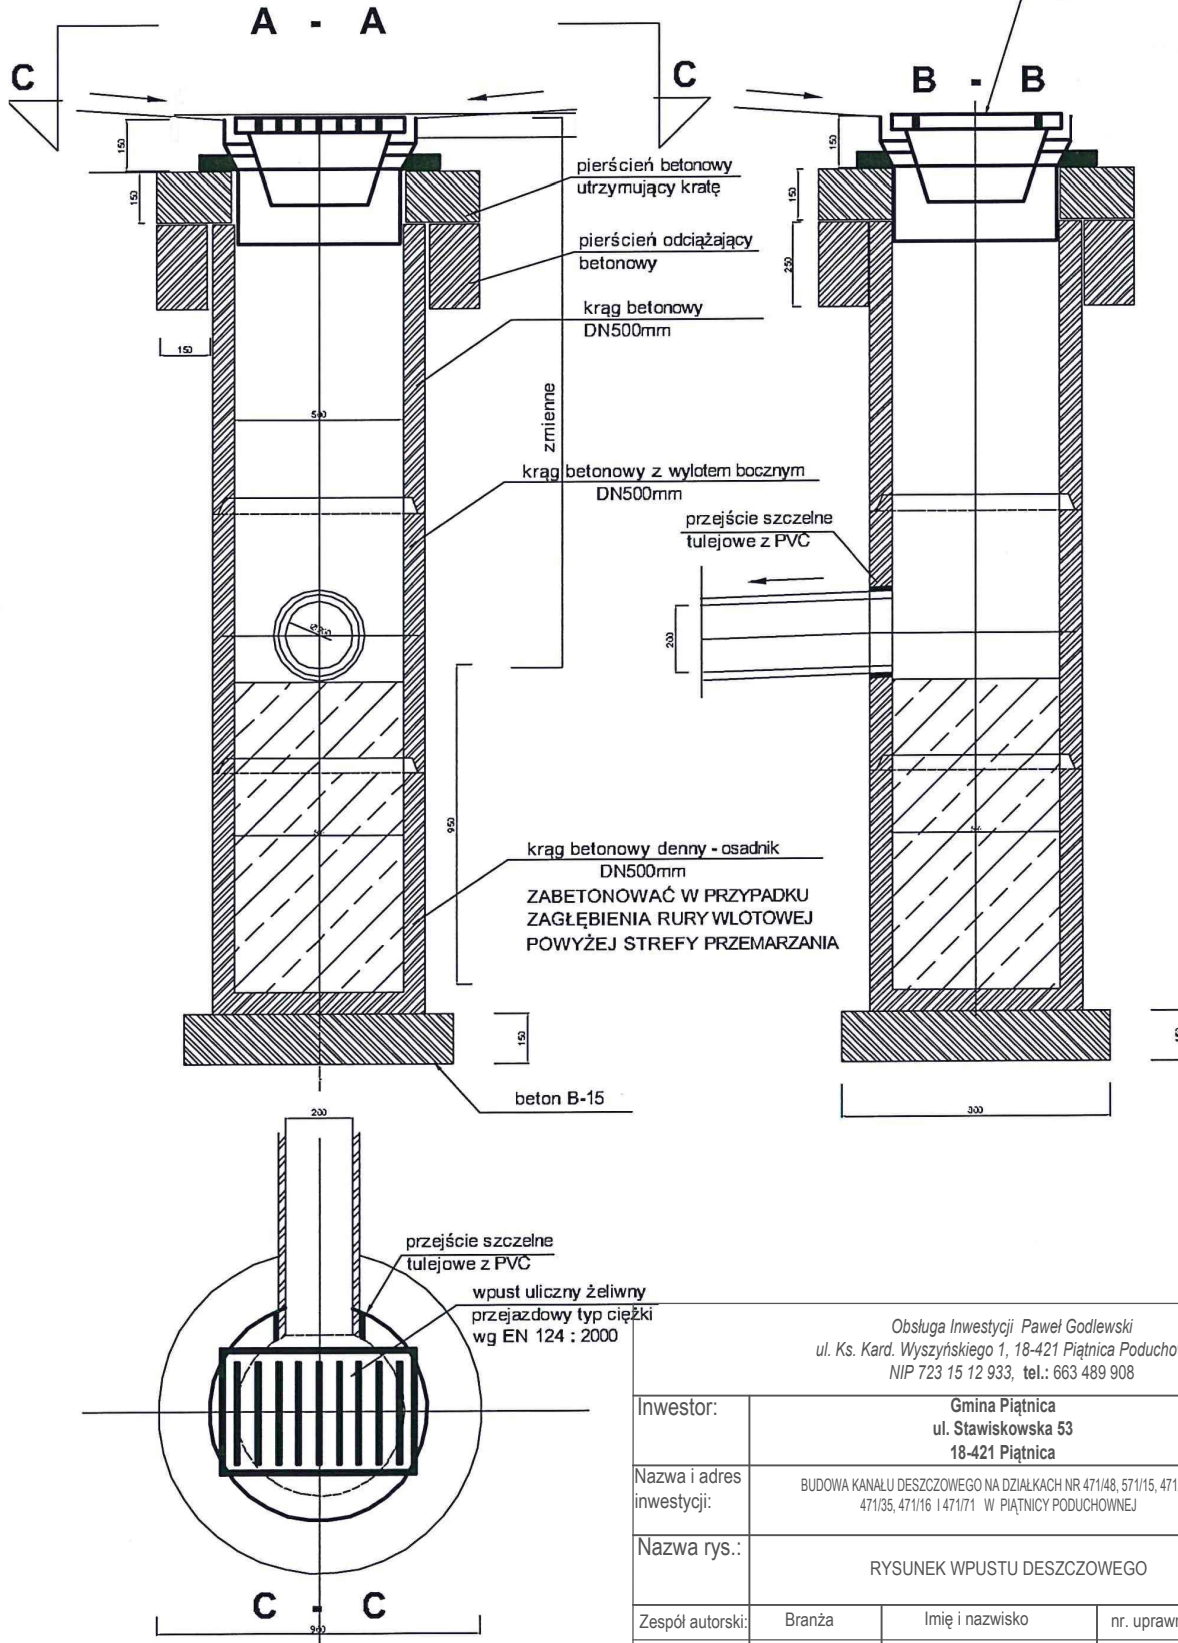 A - A
C
C
B - B
150
150
pierścień betonowy
utrzymujący kratę
pierścień odciążający
betonowy
krąg betonowy
DN500mm
150
500
zmienne
krąg betonowy z wylotem bocznym
DN500mm
950
krąg betonowy denny - osadnik
DN500mm
ZABETONOWAĆ W PRZYPADKU
ZAGŁĘBIENIA RURY WLOTOWEJ
POWYŻEJ STREFY PRZEMARZANIA
150
beton B-15
150
150
250
przejście szczelne
tulejowe z PVC
200
200
przejście szczelne
tulejowe z PVC
wpust uliczny żeliwny
przejazdowy typ ciężki
wg EN 124 : 2000
C - C
Obsługa Inwestycji Paweł Godlewski
ul. Ks. Kard. Wyszyńskiego 1, 18-421 Piątnica Poducho
NIP 723 15 12 933, tel.: 663 489 908
Inwestor:
Gmina Piątnica
ul. Stawiskowska 53
18-421 Piątnica
Nazwa i adres
inwestycji:
BUDOWA KANAŁU DESZCZOWEGO NA DZIAŁKACH NR 471/48, 571/15, 471
471/35, 471/16 I 471/71 W PIĄTNICY PODUCHOWNEJ
Nazwa rys.:
RYSUNEK WPUSTU DESZCZOWEGO
Zespół autorski:
Branża
Imię i nazwisko
nr. upraw